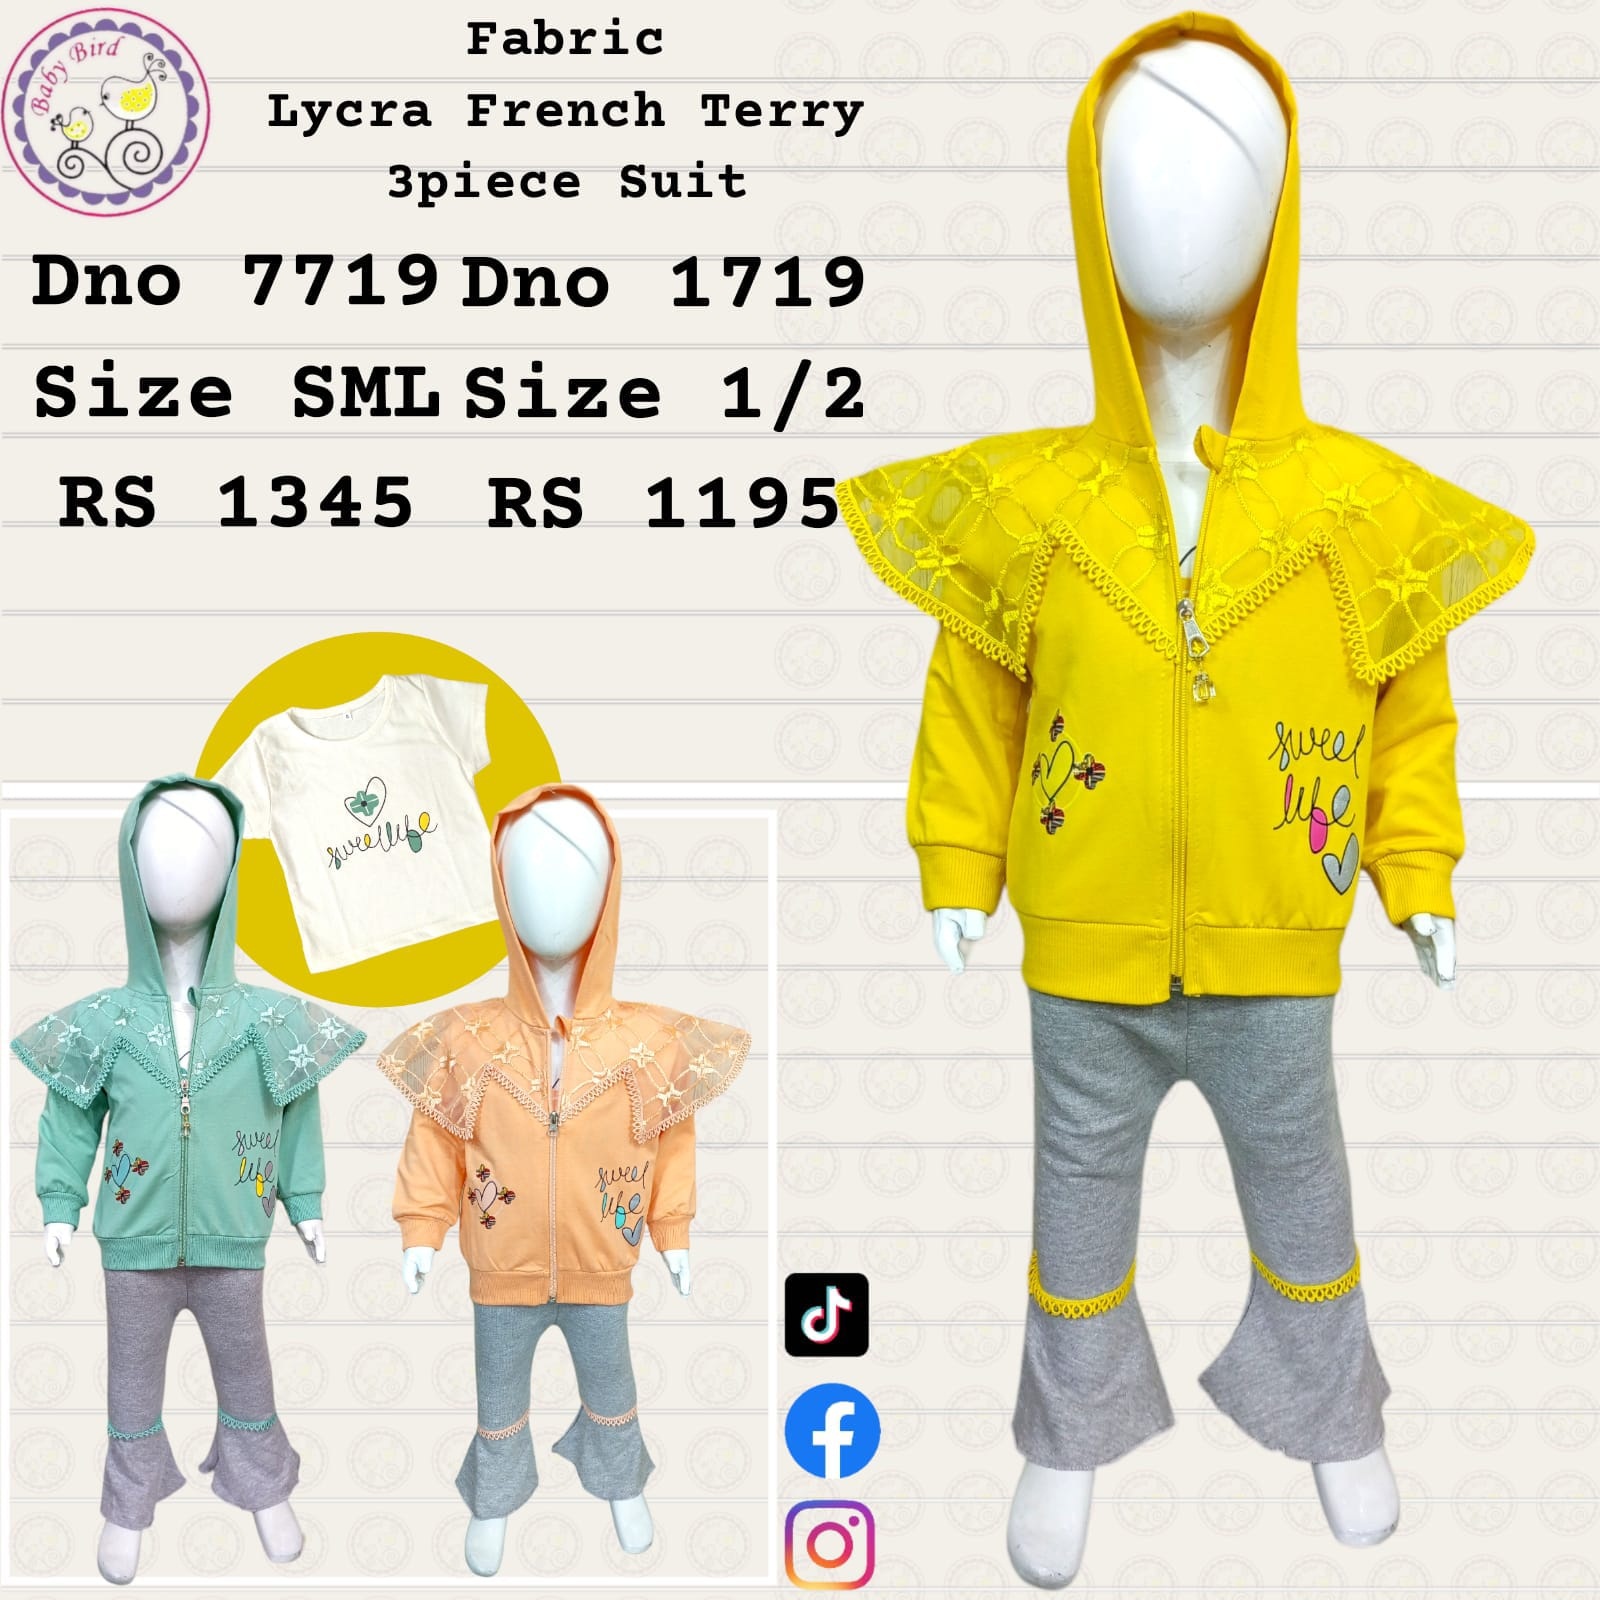 Baby Bird
Fabric
Lycra French Terry
3piece Suit
Dno 7719 Dno 1719
Size SML Size 1/2
RS 1345 RS 1195
sweet life
sweet
life
sweet
life
sweet
life